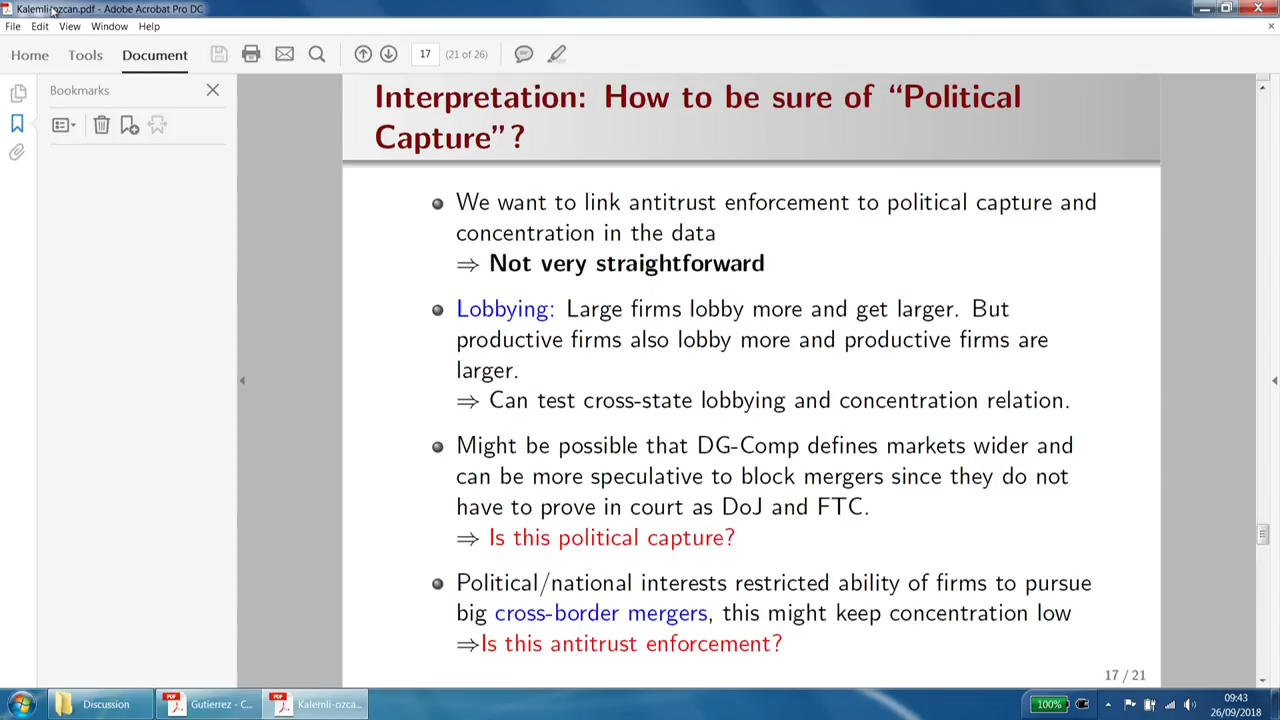 Kalemli-ozcan.pdf - Adobe Acrobat Pro DC
File Edit View Window Help
Home Tools Document 17 (21 of 26)
Bookmarks
Interpretation: How to be sure of “Political
Capture”?
We want to link antitrust enforcement to political capture and
concentration in the data
⇒ Not very straightforward
Lobbying: Large firms lobby more and get larger. But
productive firms also lobby more and productive firms are
larger.
⇒ Can test cross-state lobbying and concentration relation.
Might be possible that DG-Comp defines markets wider and
can be more speculative to block mergers since they do not
have to prove in court as DoJ and FTC.
⇒ Is this political capture?
Political/national interests restricted ability of firms to pursue
big cross-border mergers, this might keep concentration low
⇒Is this antitrust enforcement?
17 / 21
Discussion Gutierrez - C... Kalemli-ozca... 100% 09:43
26/09/2018